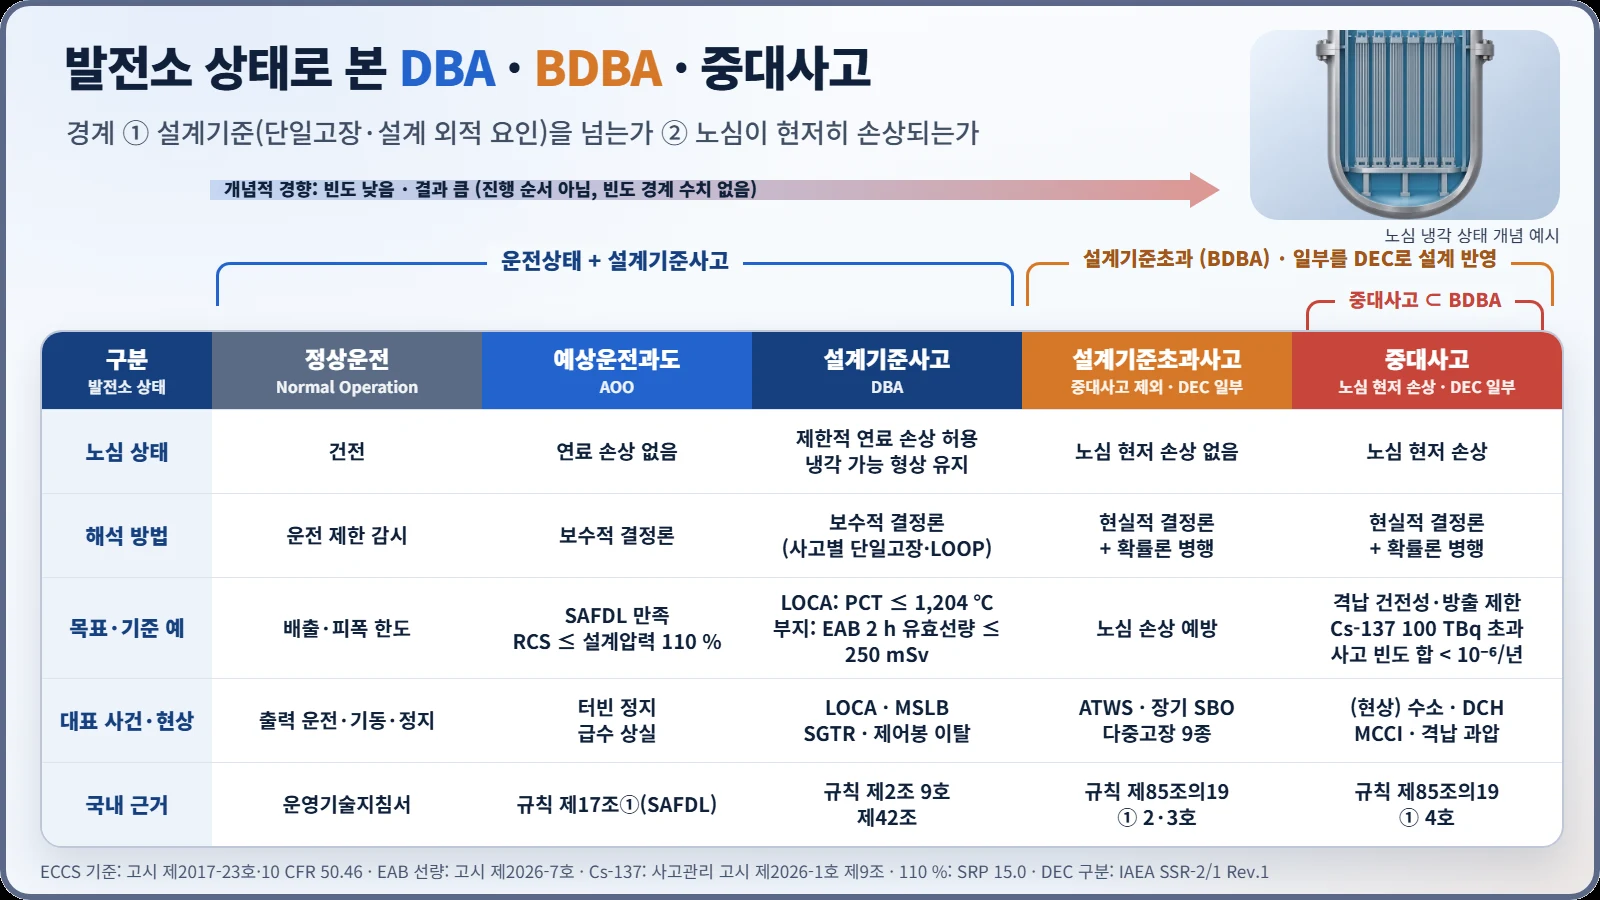 발전소 상태로 본 DBA · BDBA · 중대사고
경계 ① 설계기준(단일고장·설계 외적 요인)을 넘는가 ② 노심이 현저히 손상되는가
개념적 경향: 빈도 낮음 · 결과 큼 (진행 순서 아님, 빈도 경계 수치 없음)
노심 냉각 상태 개념 예시
운전상태 + 설계기준사고
설계기준초과 (BDBA) · 일부를 DEC로 설계 반영
중대사고 ⊂ BDBA
구분
발전소 상태
정상운전
Normal Operation
예상운전과도
AOO
설계기준사고
DBA
설계기준초과사고
중대사고 제외 · DEC 일부
중대사고
노심 현저 손상 · DEC 일부
노심 상태
건전
연료 손상 없음
제한적 연료 손상 허용
냉각 가능 형상 유지
노심 현저 손상 없음
노심 현저 손상
해석 방법
운전 제한 감시
보수적 결정론
보수적 결정론
(사고별 단일고장·LOOP)
현실적 결정론
+ 확률론 병행
현실적 결정론
+ 확률론 병행
목표·기준 예
배출·피폭 한도
SAFDL 만족
RCS ≤ 설계압력 110 %
LOCA: PCT ≤ 1,204 ℃
부지: EAB 2 h 유효선량 ≤
250 mSv
노심 손상 예방
격납 건전성·방출 제한
Cs-137 100 TBq 초과
사고 빈도 합 < 10⁻⁶/년
대표 사건·현상
출력 운전·기동·정지
터빈 정지
급수 상실
LOCA · MSLB
SGTR · 제어봉 이탈
ATWS · 장기 SBO
다중고장 9종
(현상) 수소 · DCH
MCCI · 격납 과압
국내 근거
운영기술지침서
규칙 제17조①(SAFDL)
규칙 제2조 9호
제42조
규칙 제85조의19
① 2·3호
규칙 제85조의19
① 4호
ECCS 기준: 고시 제2017-23호·10 CFR 50.46 · EAB 선량: 고시 제2026-7호 · Cs-137: 사고관리 고시 제2026-1호 제9조 · 110 %: SRP 15.0 · DEC 구분: IAEA SSR-2/1 Rev.1